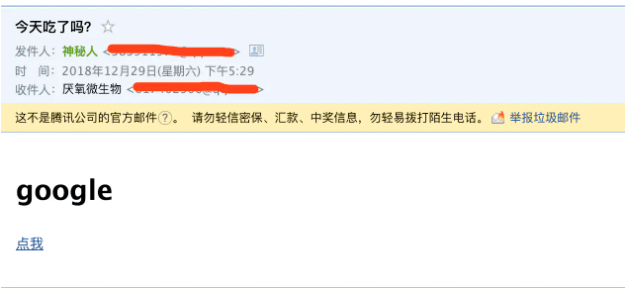 今天吃了吗?
发件人：神秘人 <
时　间：2018年12月29日(星期六) 下午5:29
收件人：厌氧微生物 <
这不是腾讯公司的官方邮件?。 请勿轻信密保、汇款、中奖信息，勿轻易拨打陌生电话。 举报垃圾邮件
google
点我